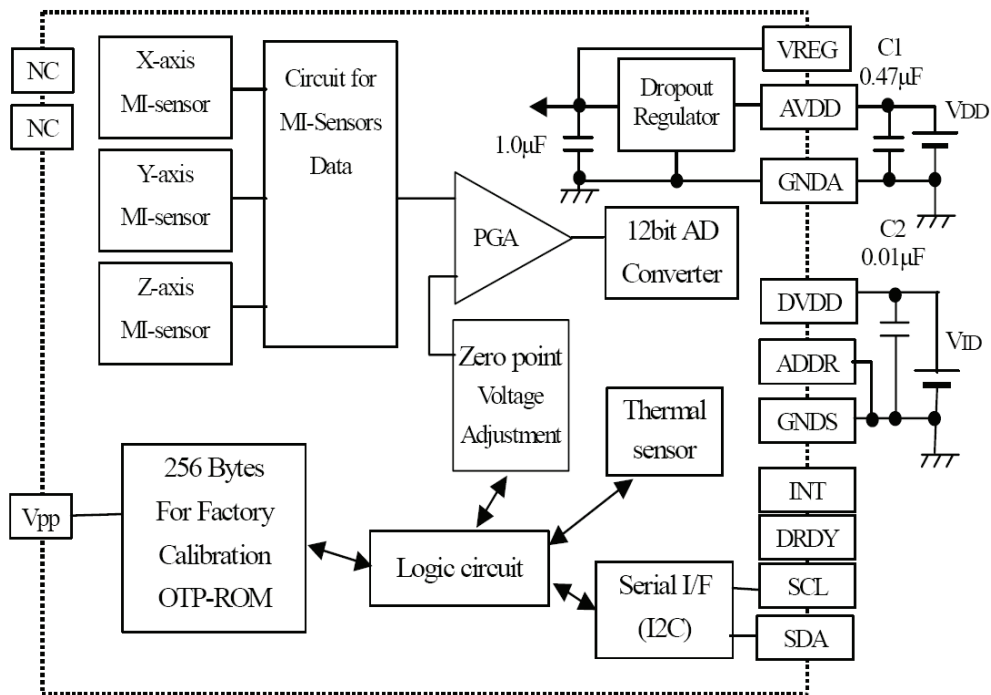 NC
NC
X-axis
MI-sensor
Y-axis
MI-sensor
Z-axis
MI-sensor
Circuit for
MI-Sensors
Data
PGA
12bit AD
Converter
Zero point
Voltage
Adjustment
Thermal
sensor
Dropout
Regulator
1.0μF
VREG
AVDD
GNDA
C1
0.47μF
VDD
C2
0.01μF
DVDD
ADDR
GNDS
VID
INT
DRDY
SCL
SDA
Vpp
256 Bytes
For Factory
Calibration
OTP-ROM
Logic circuit
Serial I/F
(I2C)